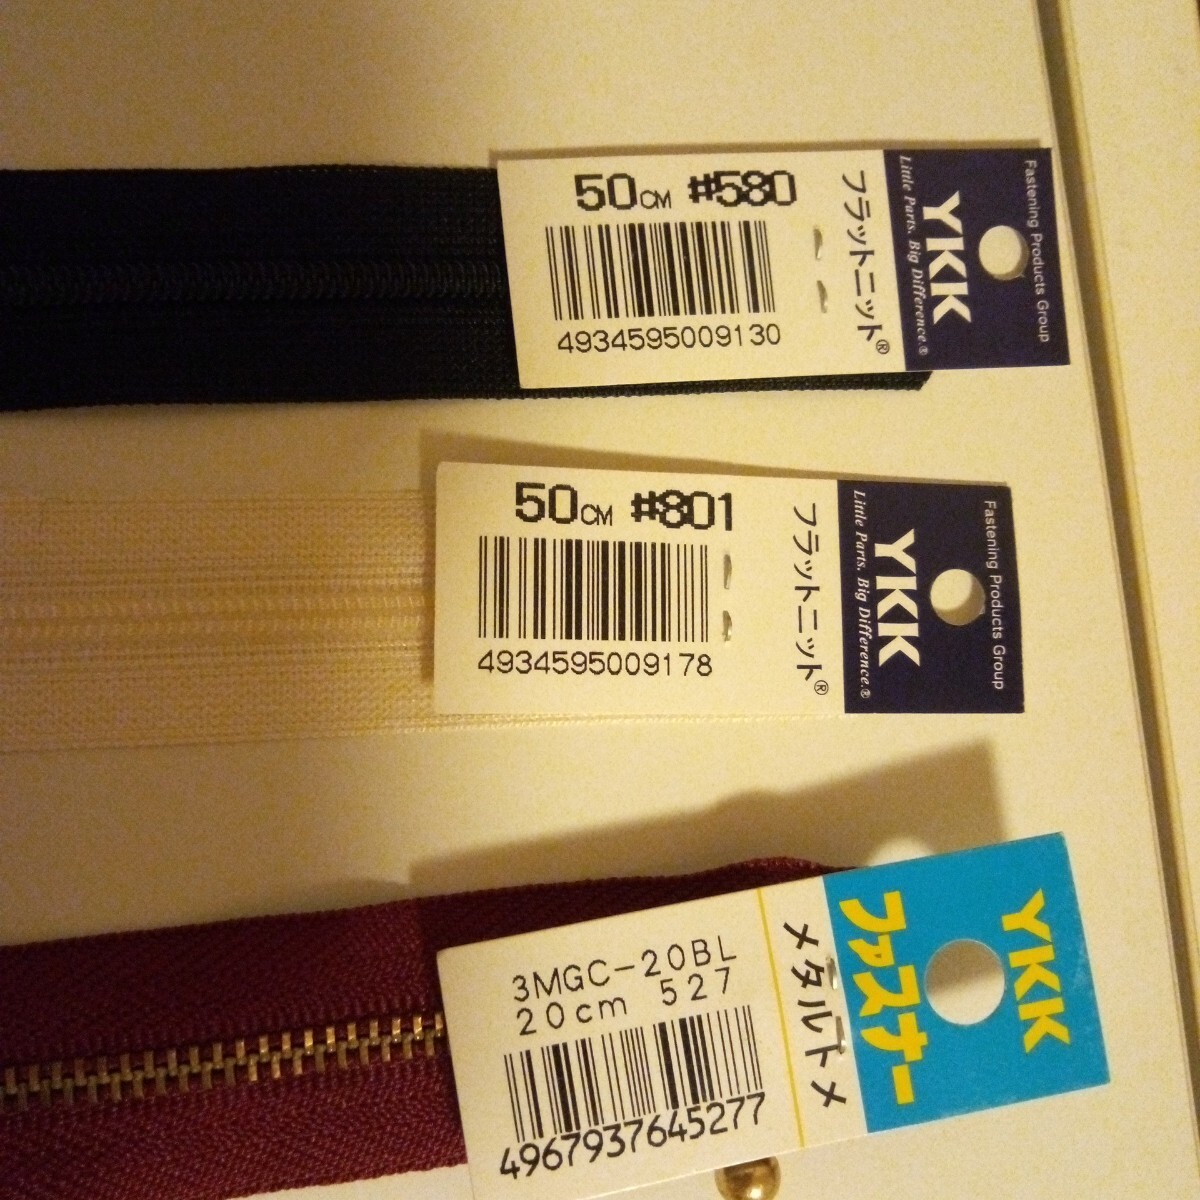 50CM #580
4934595009130
フラットニット®
YKK
Little Parts. Big Difference.®
Fastening Products Group
50CM #801
4934595009178
フラットニット®
YKK
Little Parts. Big Difference.®
Fastening Products Group
3MGC-20BL
20cm 527
4967937645277
メタルトメ
ファスナー
YKK